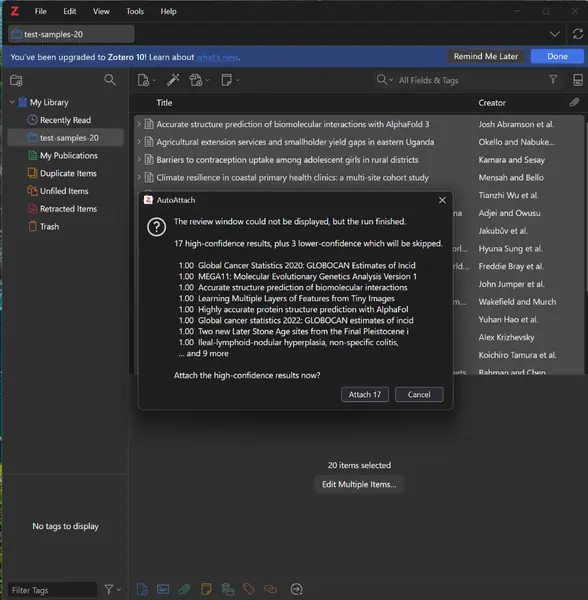 Z File Edit View Tools Help
test-samples-20
You've been upgraded to Zotero 10! Learn about what's new. Remind Me Later Done
All Fields & Tags
My Library
Recently Read
test-samples-20
My Publications
Duplicate Items
Unfiled Items
Retracted Items
Trash
Title Creator
Accurate structure prediction of biomolecular interactions with AlphaFold 3 Josh Abramson et al.
Agricultural extension services and smallholder yield gaps in eastern Uganda Okello and Nabuke...
Barriers to contraception uptake among adolescent girls in rural districts Kamara and Sesay
Climate resilience in coastal primary health clinics: a multi-site cohort study Mensah and Bello
Tianzhi Wu et al.
Adjei and Owusu
Jakubův et al.
Hyuna Sung et al.
Freddie Bray et al.
John Jumper et al.
Wakefield and Murch
Yuhan Hao et al.
Alex Krizhevsky
Koichiro Tamura et al.
Rahman and Chen
Z AutoAttach
The review window could not be displayed, but the run finished.
17 high-confidence results, plus 3 lower-confidence which will be skipped.
1.00 Global Cancer Statistics 2020: GLOBOCAN Estimates of Incid
1.00 MEGA11: Molecular Evolutionary Genetics Analysis Version 1
1.00 Accurate structure prediction of biomolecular interactions
1.00 Learning Multiple Layers of Features from Tiny Images
1.00 Highly accurate protein structure prediction with AlphaFol
1.00 Global cancer statistics 2022: GLOBOCAN estimates of incid
1.00 Two new Later Stone Age sites from the Final Pleistocene i
1.00 Ileal-lymphoid-nodular hyperplasia, non-specific colitis,
... and 9 more
Attach the high-confidence results now?
Attach 17 Cancel
20 items selected
Edit Multiple Items...
No tags to display
Filter Tags